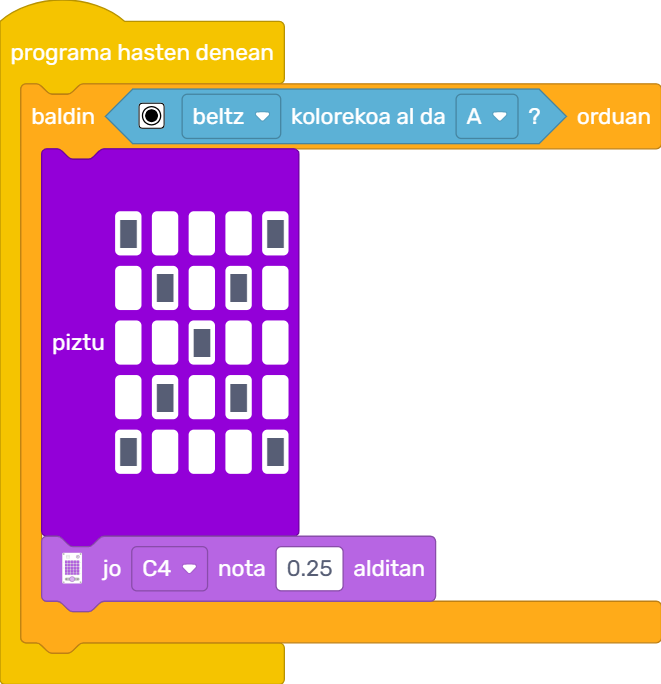 programa hasten denean
baldin beltz kolorekoa al da A ? orduan
piztu
jo C4 nota 0.25 alditan